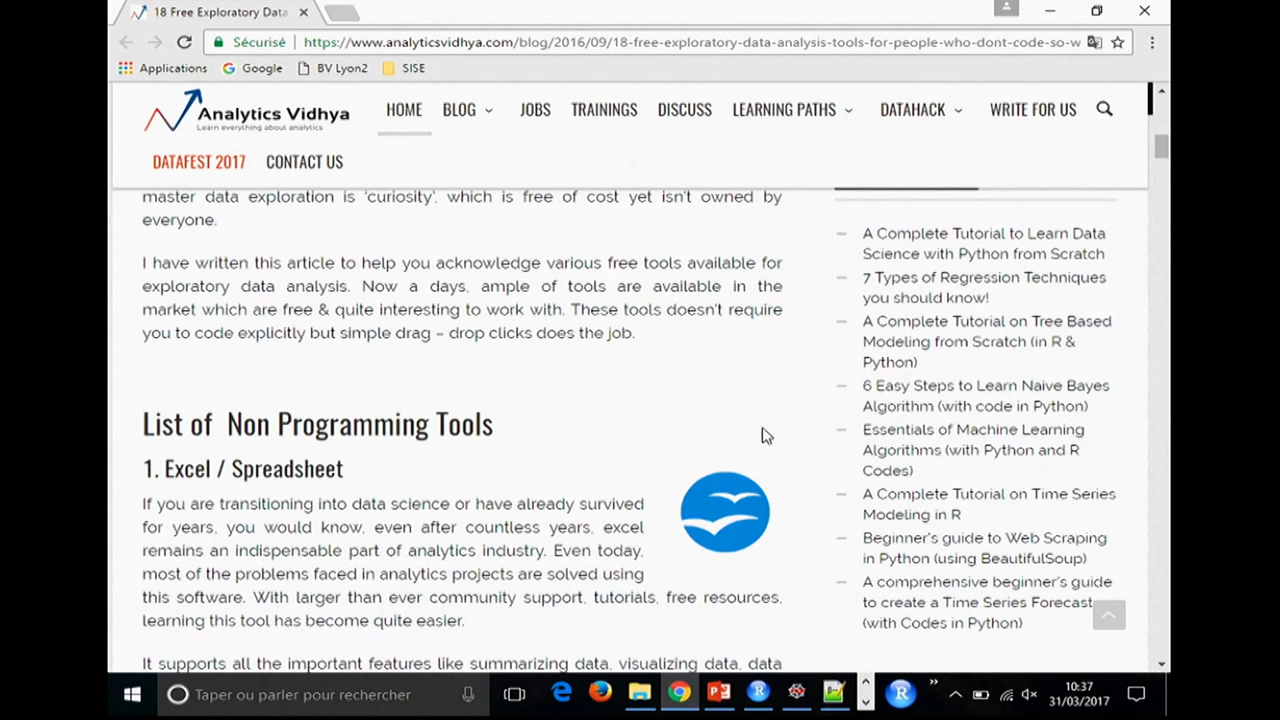 18 Free Exploratory Data
Sécurisé
https://www.analyticsvidhya.com/blog/2016/09/18-free-exploratory-data-analysis-tools-for-people-who-dont-code-so-w
Applications
Google
BV Lyon2
SISE
Analytics Vidhya
Learn everything about analytics
HOME BLOG JOBS TRAININGS DISCUSS LEARNING PATHS DATAHACK WRITE FOR US
DATAFEST 2017 CONTACT US
master data exploration is 'curiosity', which is free of cost yet isn't owned by
everyone.
I have written this article to help you acknowledge various free tools available for
exploratory data analysis. Now a days, ample of tools are available in the
market which are free & quite interesting to work with. These tools doesn't require
you to code explicitly but simple drag – drop clicks does the job.
List of Non Programming Tools
1. Excel / Spreadsheet
If you are transitioning into data science or have already survived
for years, you would know, even after countless years, excel
remains an indispensable part of analytics industry. Even today,
most of the problems faced in analytics projects are solved using
this software. With larger than ever community support, tutorials, free resources,
learning this tool has become quite easier.
It supports all the important features like summarizing data, visualizing data, data
A Complete Tutorial to Learn Data
Science with Python from Scratch
7 Types of Regression Techniques
you should know!
A Complete Tutorial on Tree Based
Modeling from Scratch (in R &
Python)
6 Easy Steps to Learn Naive Bayes
Algorithm (with code in Python)
Essentials of Machine Learning
Algorithms (with Python and R
Codes)
A Complete Tutorial on Time Series
Modeling in R
Beginner's guide to Web Scraping
in Python (using BeautifulSoup)
A comprehensive beginner's guide
to create a Time Series Forecast
(with Codes in Python)
Taper ou parler pour rechercher
10:37
31/03/2017